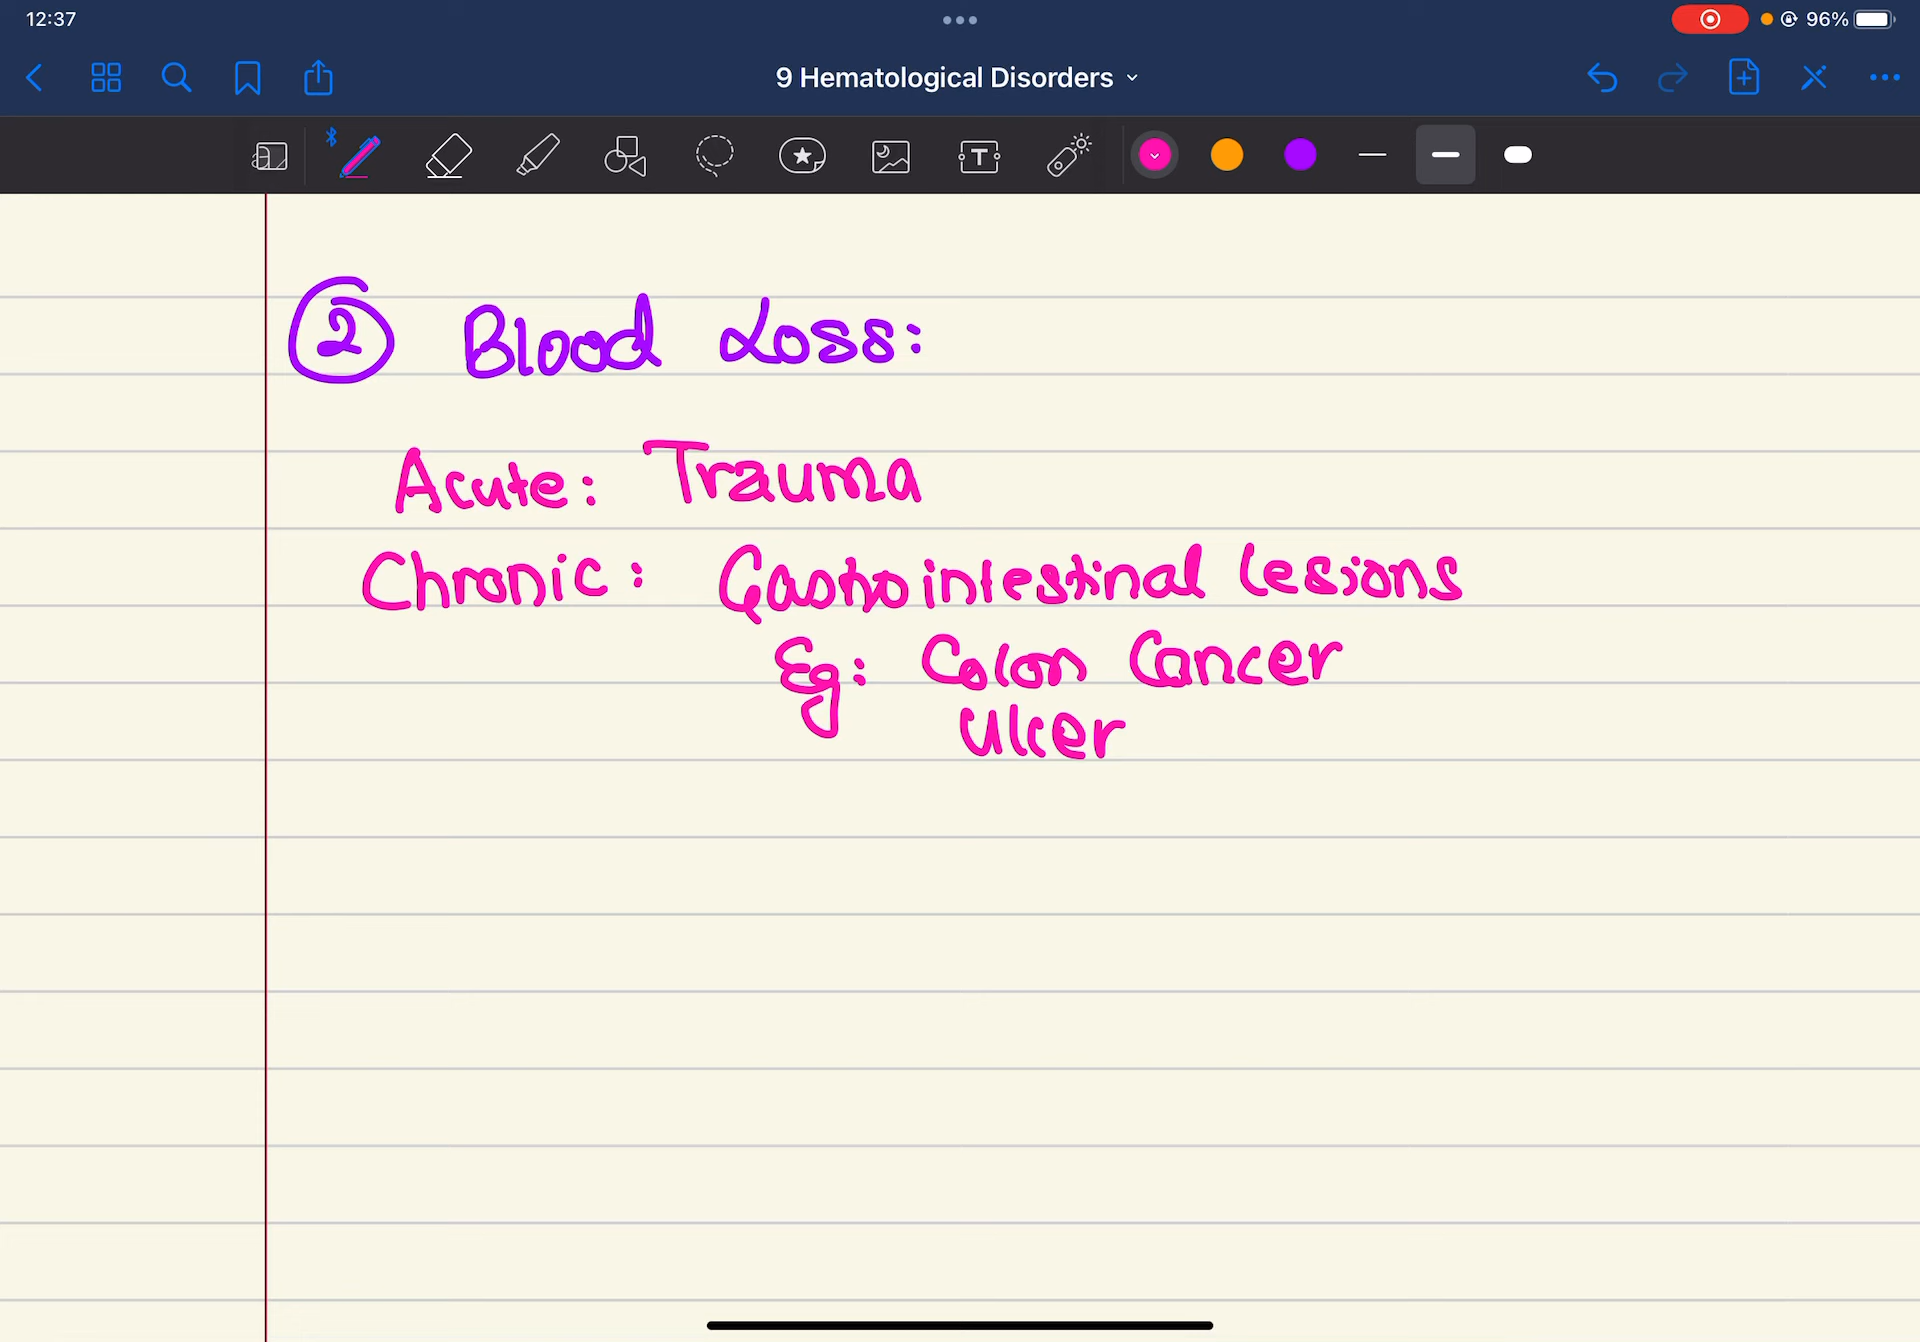 12:37
96%
9 Hematological Disorders
T
2 Blood Loss:
Acute: Trauma
Chronic: Gastrointestinal Lesions
Eg: Colon Cancer
Ulcer